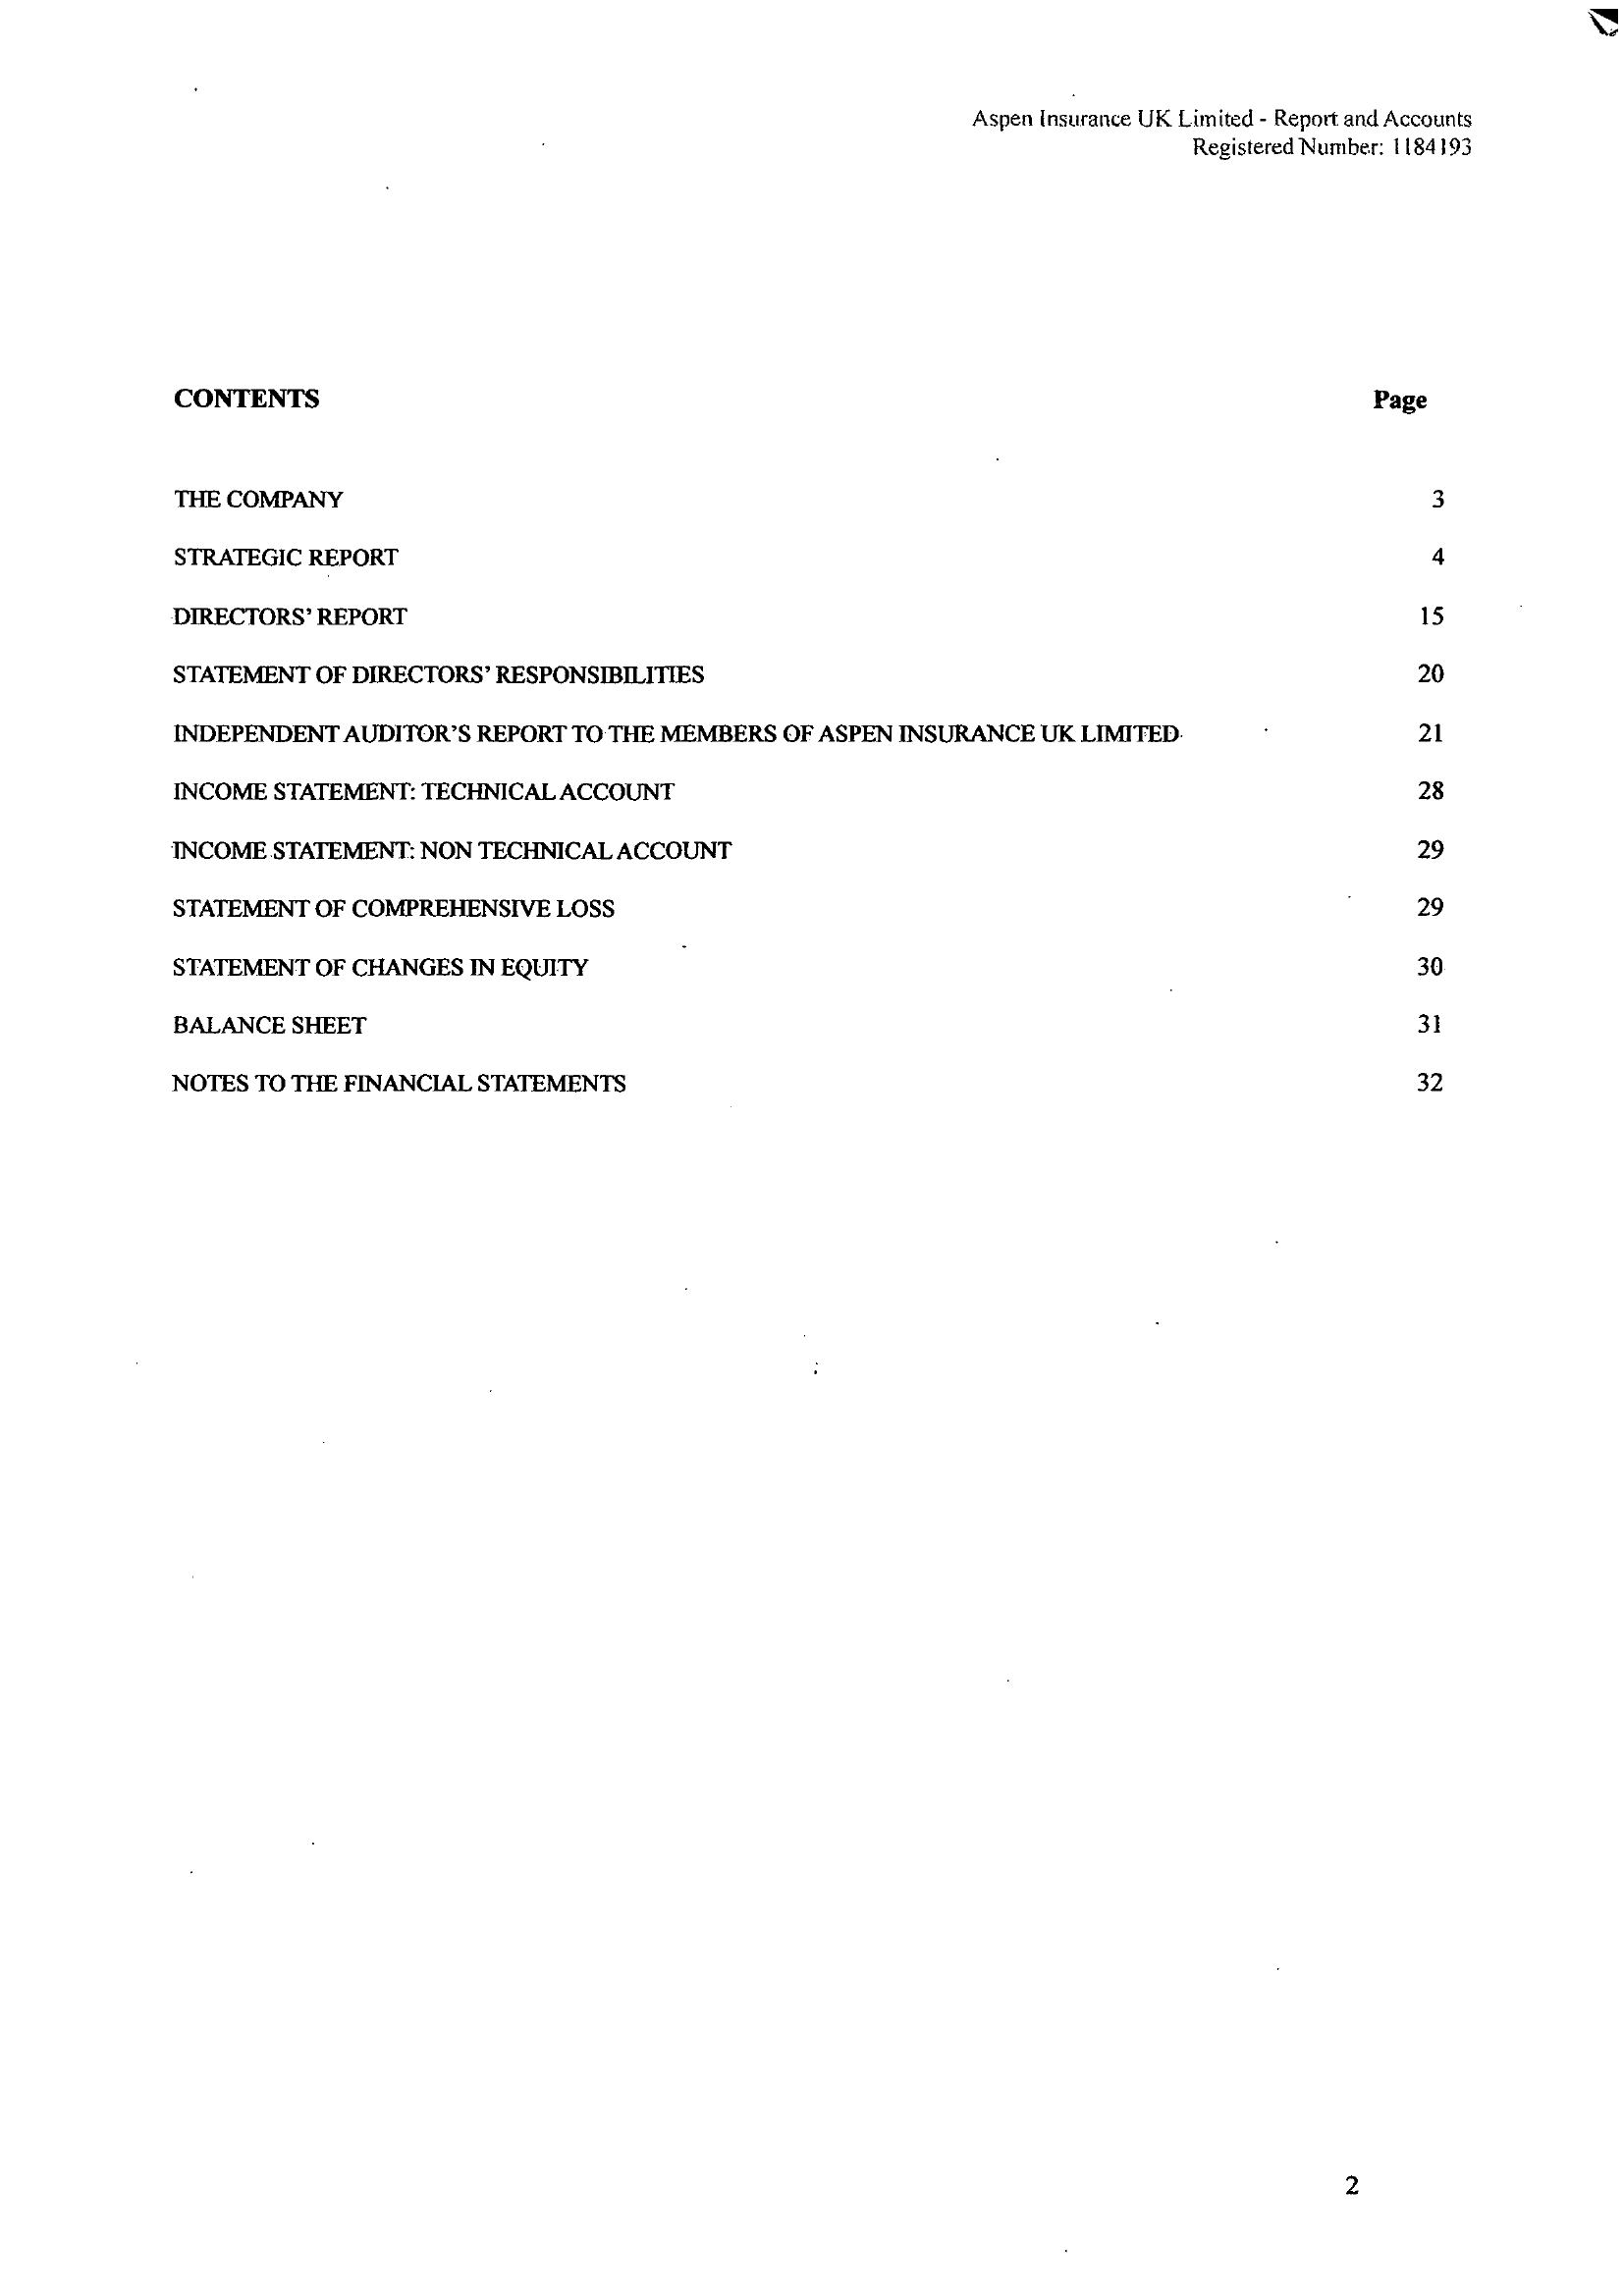 Aspen Insurance UK Limited - Report and Accounts
Registered Number: 1184193
CONTENTS Page
THE COMPANY 3
STRATEGIC REPORT 4
DIRECTORS' REPORT 15
STATEMENT OF DIRECTORS' RESPONSIBILITIES 20
INDEPENDENT AUDITOR'S REPORT TO THE MEMBERS OF ASPEN INSURANCE UK LIMITED 21
INCOME STATEMENT: TECHNICAL ACCOUNT 28
INCOME STATEMENT: NON TECHNICAL ACCOUNT 29
STATEMENT OF COMPREHENSIVE LOSS 29
STATEMENT OF CHANGES IN EQUITY 30
BALANCE SHEET 31
NOTES TO THE FINANCIAL STATEMENTS 32
2